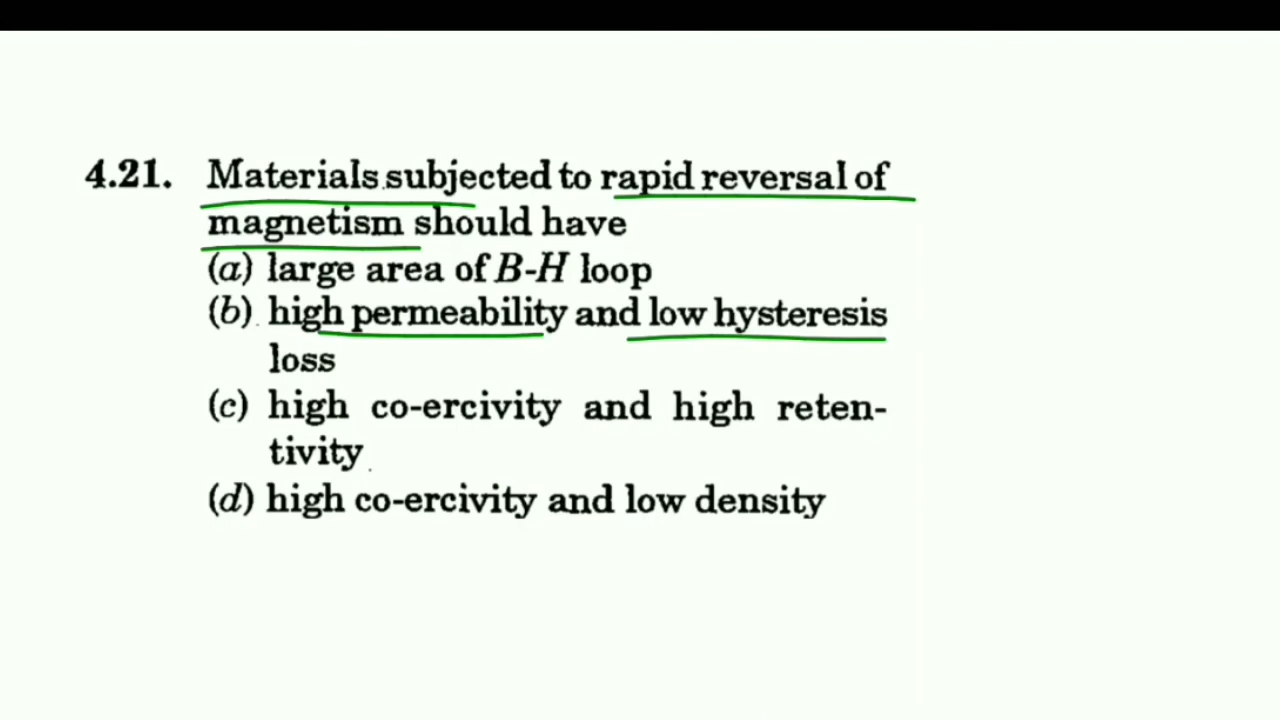 4.21. Materials subjected to rapid reversal of
magnetism should have
(a) large area of B-H loop
(b) high permeability and low hysteresis
loss
(c) high co-ercivity and high reten-
tivity
(d) high co-ercivity and low density